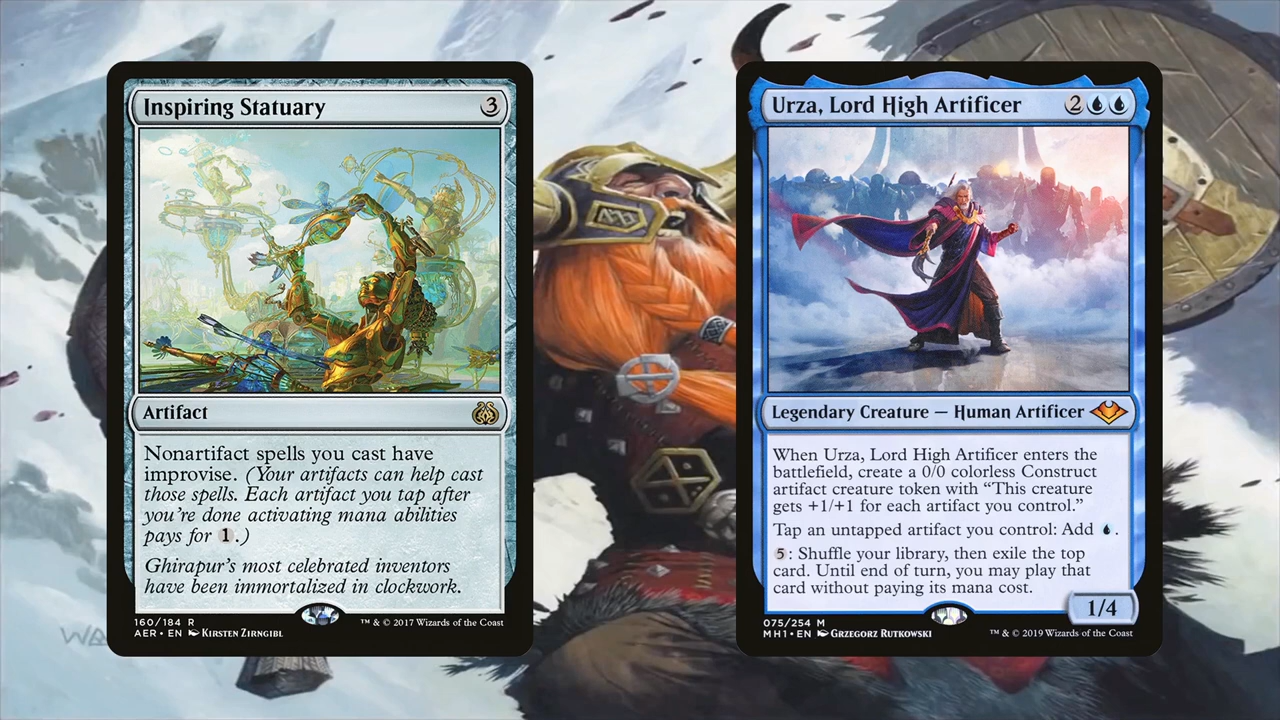 Inspiring Statuary 3
Artifact
Nonartifact spells you cast have
improvise. (Your artifacts can help cast
those spells. Each artifact you tap after
you're done activating mana abilities
pays for 1.)
Ghirapur's most celebrated inventors
have been immortalized in clockwork.
160/184 R
AER • EN KIRSTEN ZIRNGIBL
™ & © 2017 Wizards of the Coast
Urza, Lord High Artificer 2
Legendary Creature — Human Artificer
When Urza, Lord High Artificer enters the
battlefield, create a 0/0 colorless Construct
artifact creature token with “This creature
gets +1/+1 for each artifact you control.”
Tap an untapped artifact you control: Add .
5: Shuffle your library, then exile the top
card. Until end of turn, you may play that
card without paying its mana cost.
1/4
075/254 M
MH1 • EN GRZEGORZ RUTKOWSKI
™ & © 2019 Wizards of the Coast